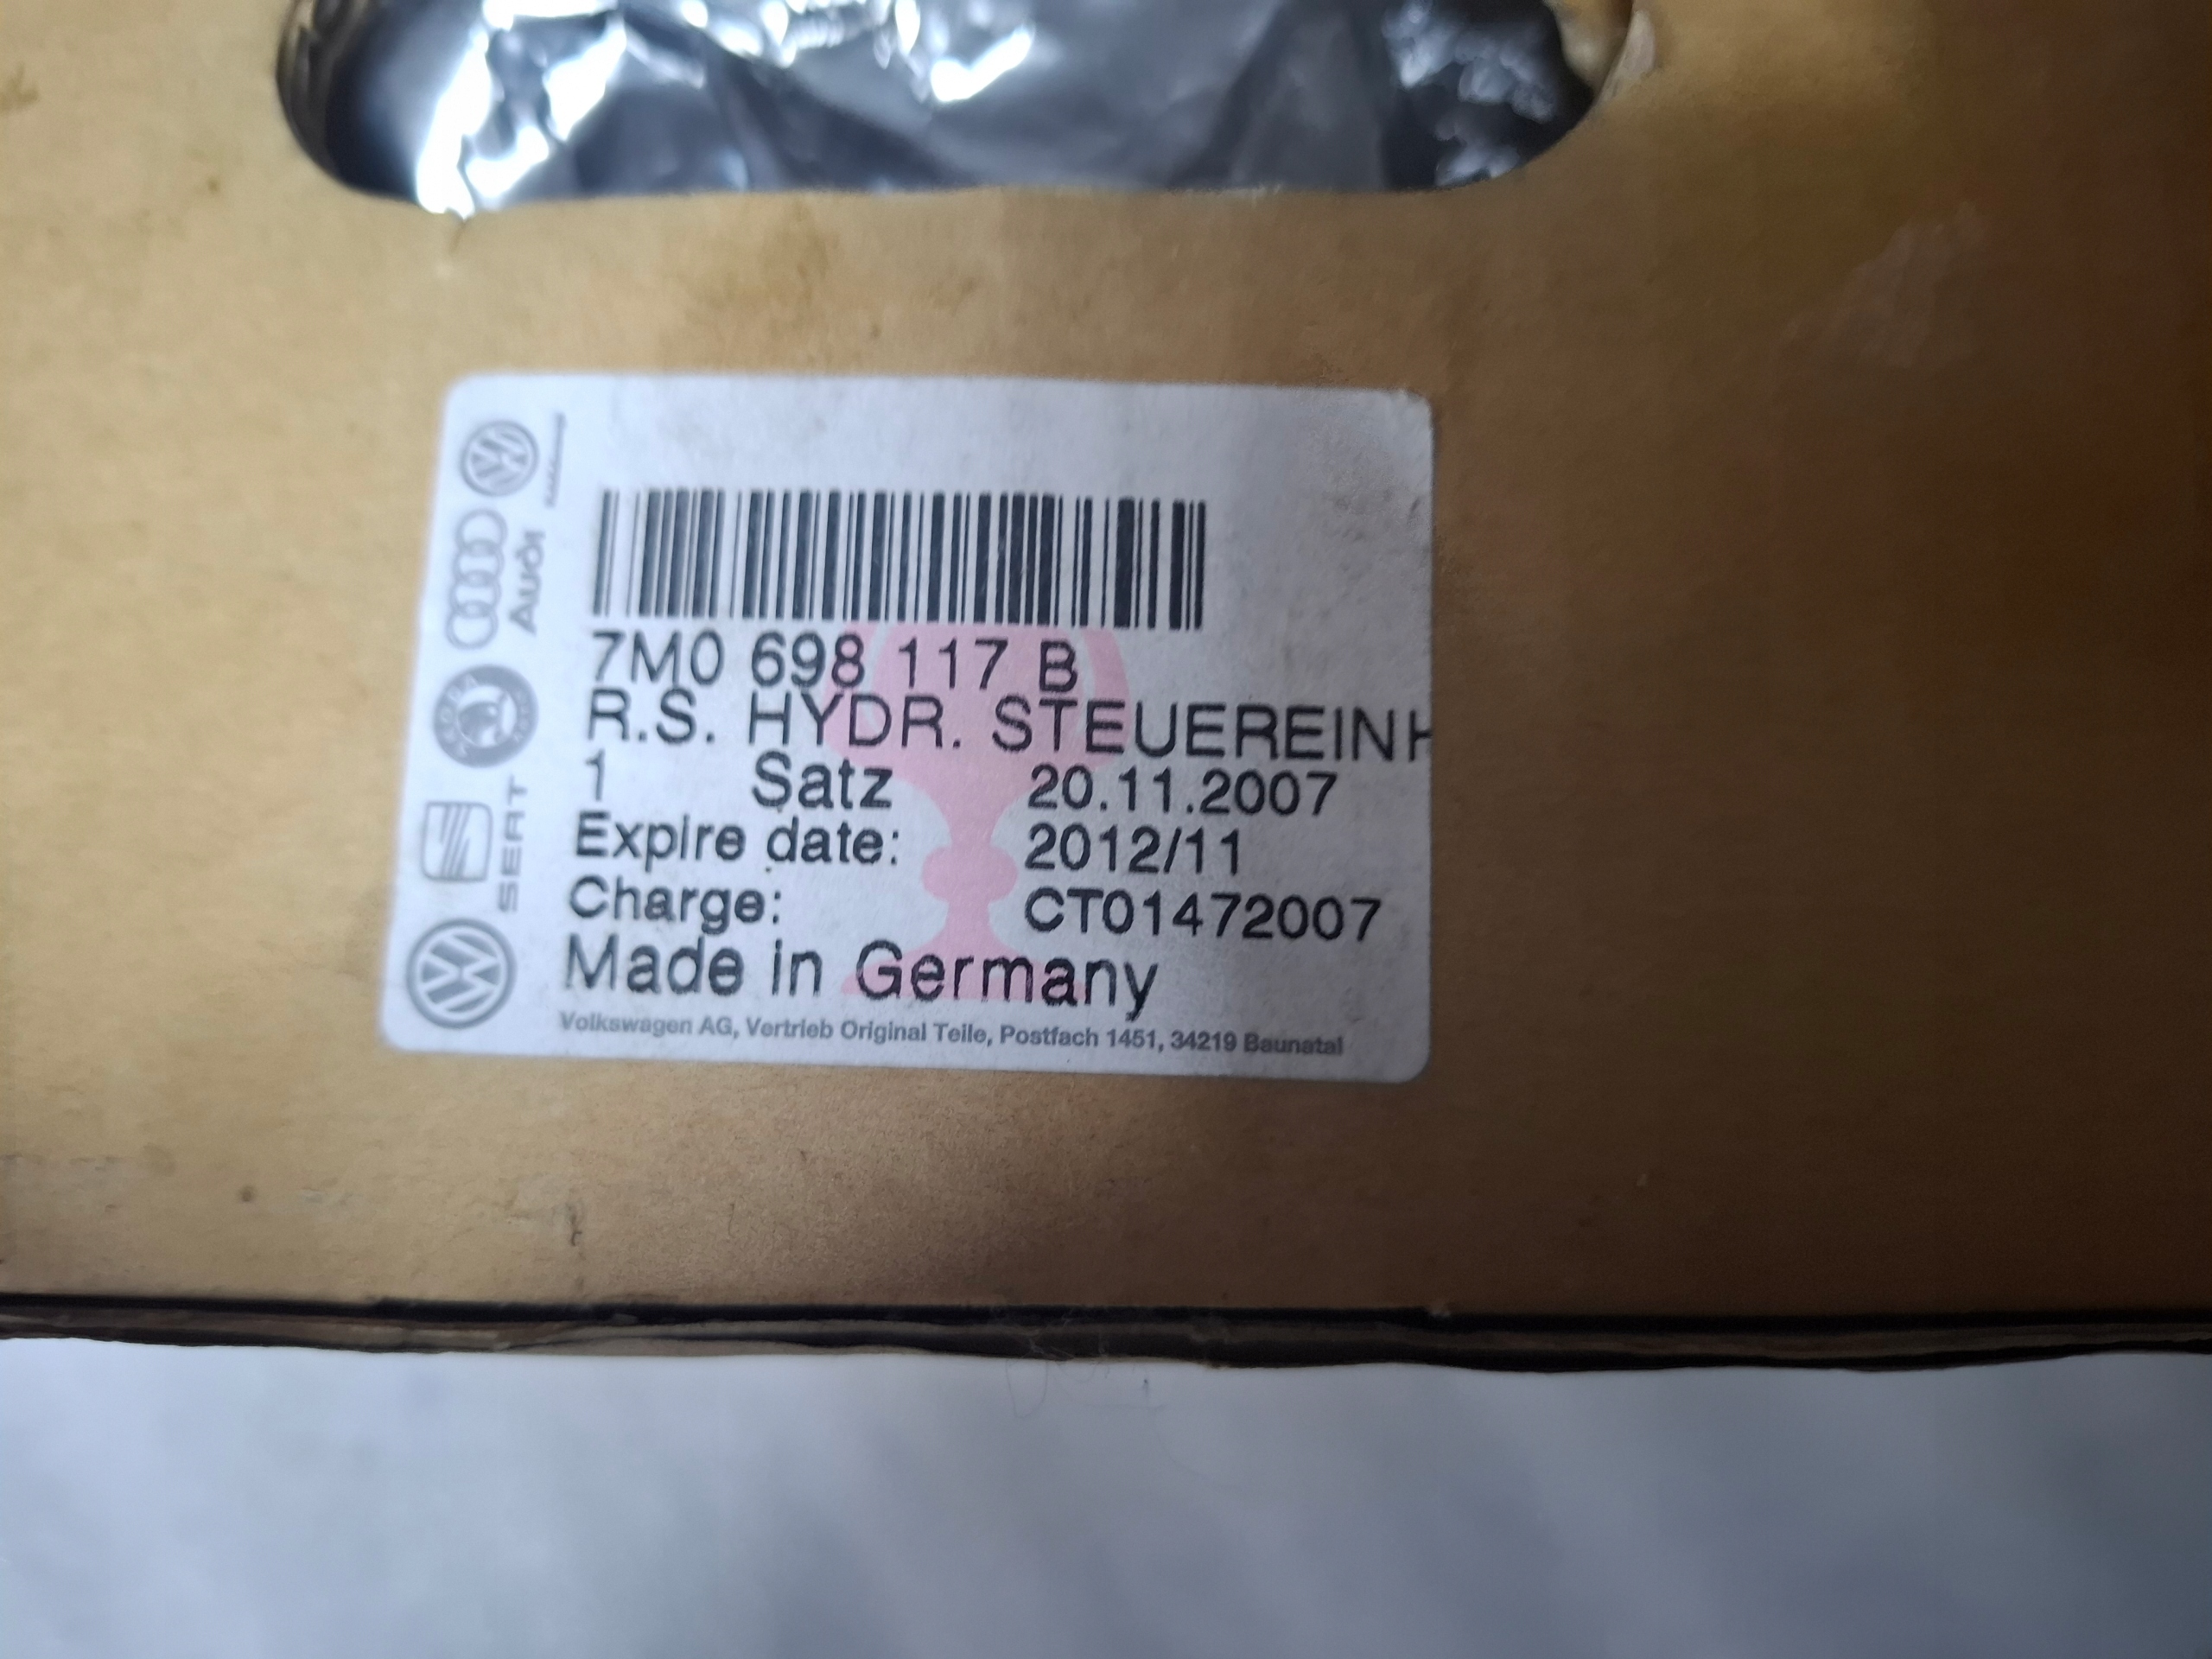 7M0 698 117 B
R.S. HYDR. STEUEREINH
1 Satz 20.11.2007
Expire date: 2012/11
Charge: CT01472007
Made in Germany
Volkswagen AG, Vertrieb Original Teile, Postfach 1451, 34219 Baunatal
Audi
SEAT